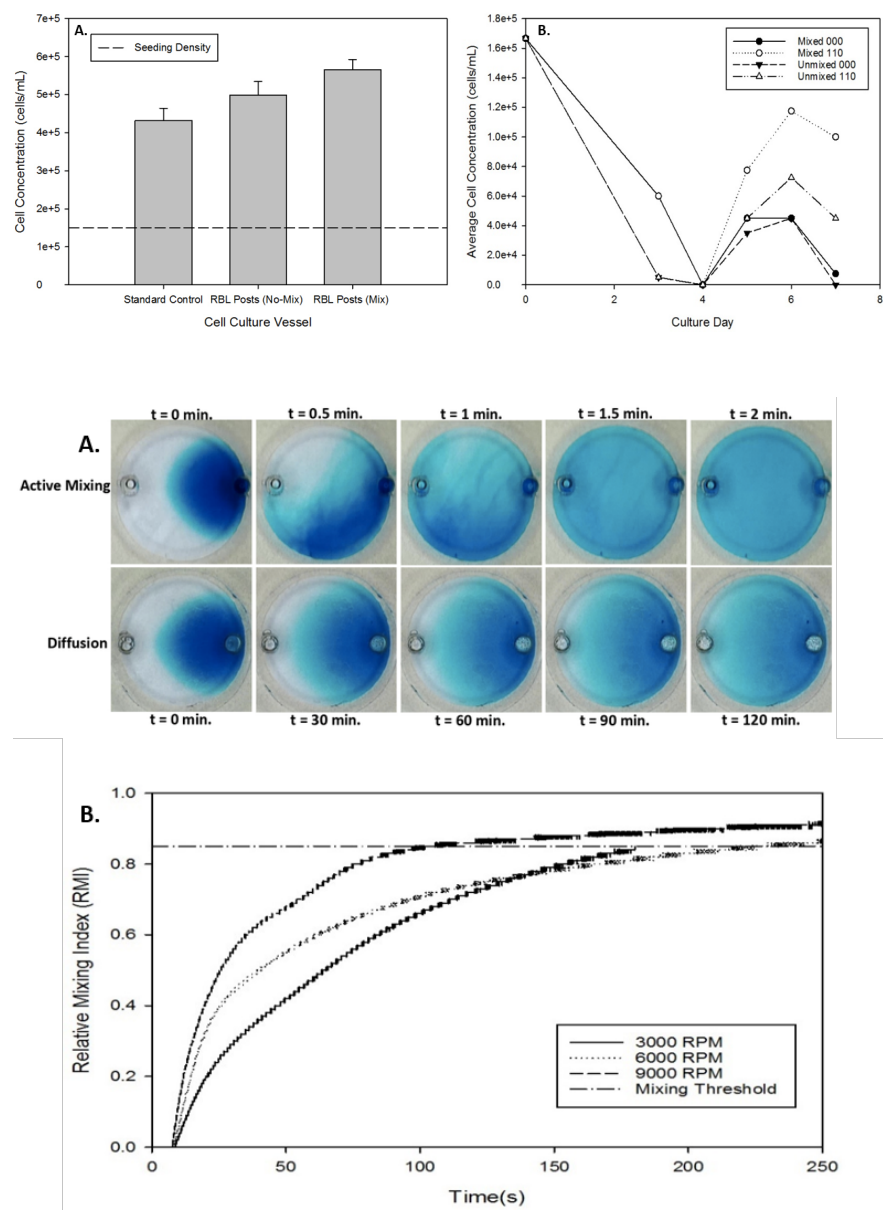 A.
7e+5
6e+5
5e+5
4e+5
3e+5
2e+5
1e+5
0
Cell Concentration (cells/mL)
Seeding Density
Standard Control
RBL Posts (No-Mix)
RBL Posts (Mix)
Cell Culture Vessel
B.
1.8e+5
1.6e+5
1.4e+5
1.2e+5
1.0e+5
8.0e+4
6.0e+4
4.0e+4
2.0e+4
0.0
Average Cell Concentration (cells/mL)
Mixed 000
Mixed 110
Unmixed 000
Unmixed 110
0 2 4 6 8
Culture Day
A.
t = 0 min. t = 0.5 min. t = 1 min. t = 1.5 min. t = 2 min.
Active Mixing
Diffusion
t = 0 min. t = 30 min. t = 60 min. t = 90 min. t = 120 min.
B.
1.0
0.8
0.6
0.4
0.2
0.0
Relative Mixing Index (RMI)
3000 RPM
6000 RPM
9000 RPM
Mixing Threshold
0 50 100 150 200 250
Time(s)